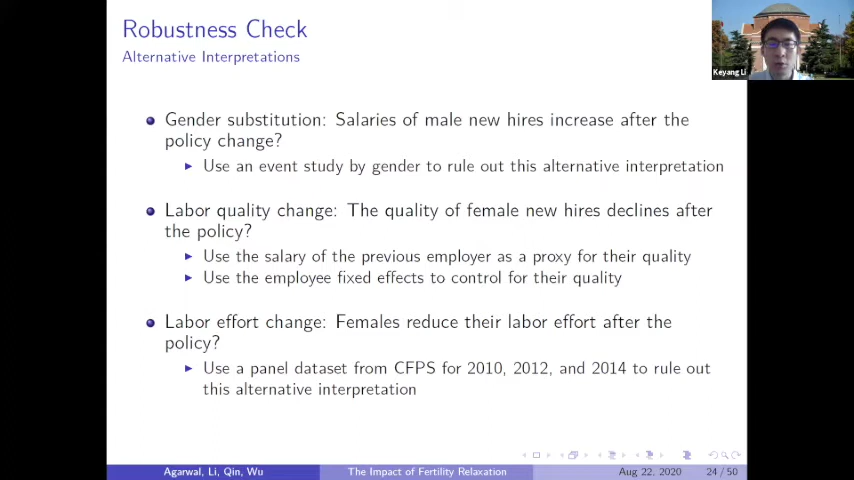 Robustness Check
Alternative Interpretations
Keyang Li
Gender substitution: Salaries of male new hires increase after the
policy change?
Use an event study by gender to rule out this alternative interpretation
Labor quality change: The quality of female new hires declines after
the policy?
Use the salary of the previous employer as a proxy for their quality
Use the employee fixed effects to control for their quality
Labor effort change: Females reduce their labor effort after the
policy?
Use a panel dataset from CFPS for 2010, 2012, and 2014 to rule out
this alternative interpretation
Agarwal, Li, Qin, Wu
The Impact of Fertility Relaxation
Aug 22, 2020
24 / 50